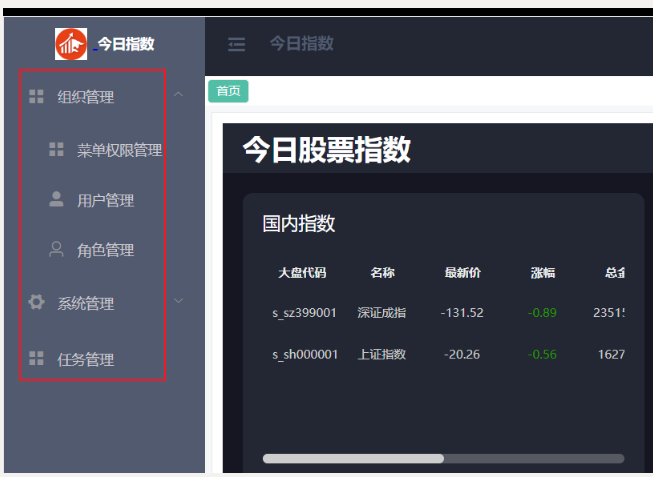 今日指数
今日指数
组织管理
首页
菜单权限管理
用户管理
角色管理
系统管理
任务管理
今日股票指数
国内指数
大盘代码 名称 最新价 涨幅 总
s_sz399001 深证成指 -131.52 -0.89 2351
s_sh000001 上证指数 -20.26 -0.56 1627